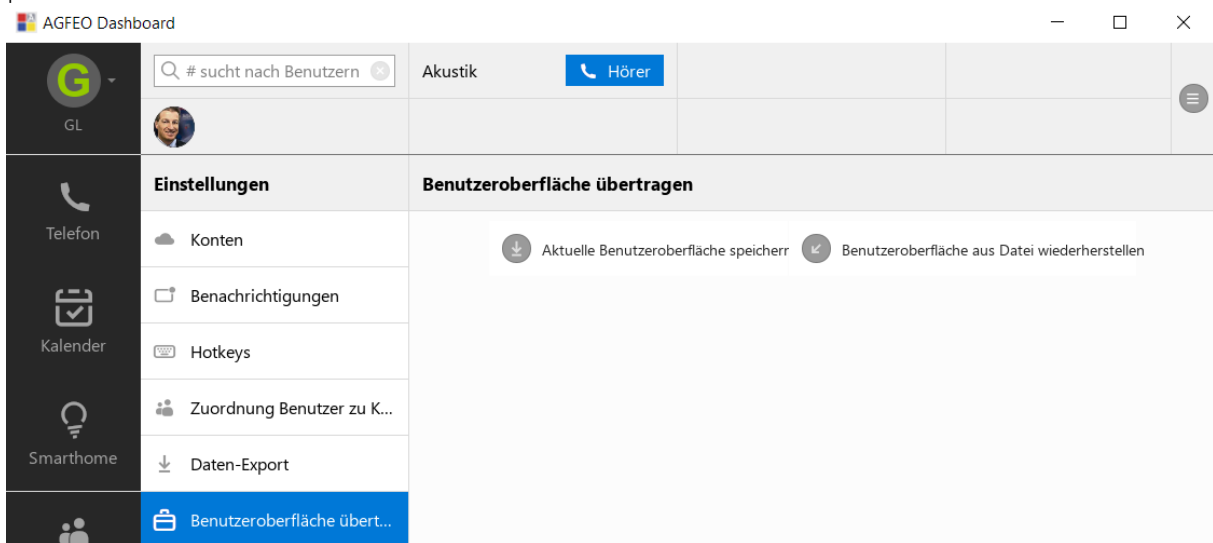 AGFEO Dashboard
G
GL
# sucht nach Benutzern
Akustik
Hörer
Telefon
Kalender
Smarthome
Einstellungen
Konten
Benachrichtigungen
Hotkeys
Zuordnung Benutzer zu K...
Daten-Export
Benutzeroberfläche übert...
Benutzeroberfläche übertragen
Aktuelle Benutzeroberfläche speicherr
Benutzeroberfläche aus Datei wiederherstellen